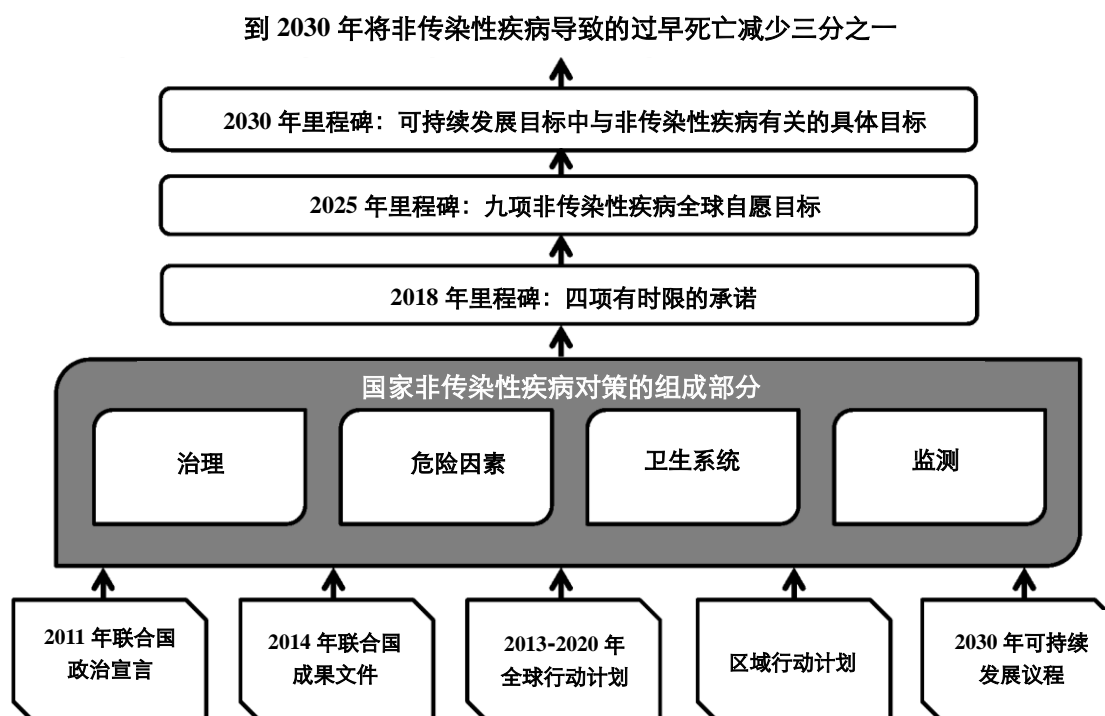 到 2030 年将非传染性疾病导致的过早死亡减少三分之一
2030 年里程碑：可持续发展目标中与非传染性疾病有关的具体目标
2025 年里程碑：九项非传染性疾病全球自愿目标
2018 年里程碑：四项有时限的承诺
国家非传染性疾病对策的组成部分
治理
危险因素
卫生系统
监测
2011 年联合国
政治宣言
2014 年联合国
成果文件
2013-2020 年
全球行动计划
区域行动计划
2030 年可持续
发展议程